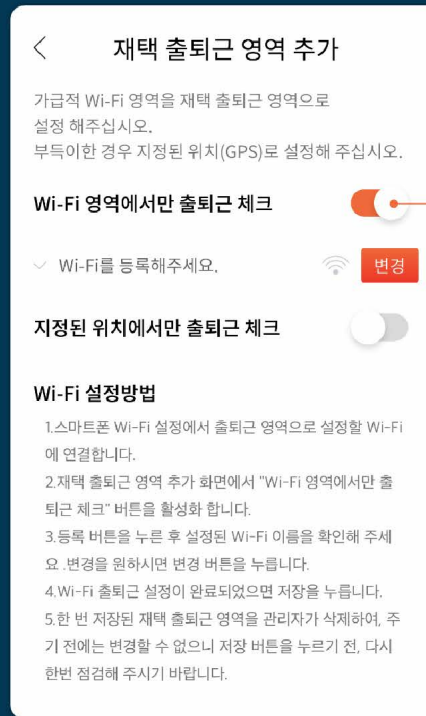 재택 출퇴근 영역 추가
가급적 Wi-Fi 영역을 재택 출퇴근 영역으로
설정 해주십시오.
부득이한 경우 지정된 위치(GPS)로 설정해 주십시오.
Wi-Fi 영역에서만 출퇴근 체크
Wi-Fi를 등록해주세요.
변경
지정된 위치에서만 출퇴근 체크
Wi-Fi 설정방법
1.스마트폰 Wi-Fi 설정에서 출퇴근 영역으로 설정할 Wi-Fi
에 연결합니다.
2.재택 출퇴근 영역 추가 화면에서 "Wi-Fi 영역에서만 출
퇴근 체크" 버튼을 활성화 합니다.
3.등록 버튼을 누른 후 설정된 Wi-Fi 이름을 확인해 주세
요 .변경을 원하시면 변경 버튼을 누릅니다.
4.Wi-Fi 출퇴근 설정이 완료되었으면 저장을 누릅니다.
5.한 번 저장된 재택 출퇴근 영역을 관리자가 삭제하여, 주
기 전에는 변경할 수 없으니 저장 버튼을 누르기 전, 다시
한번 점검해 주시기 바랍니다.